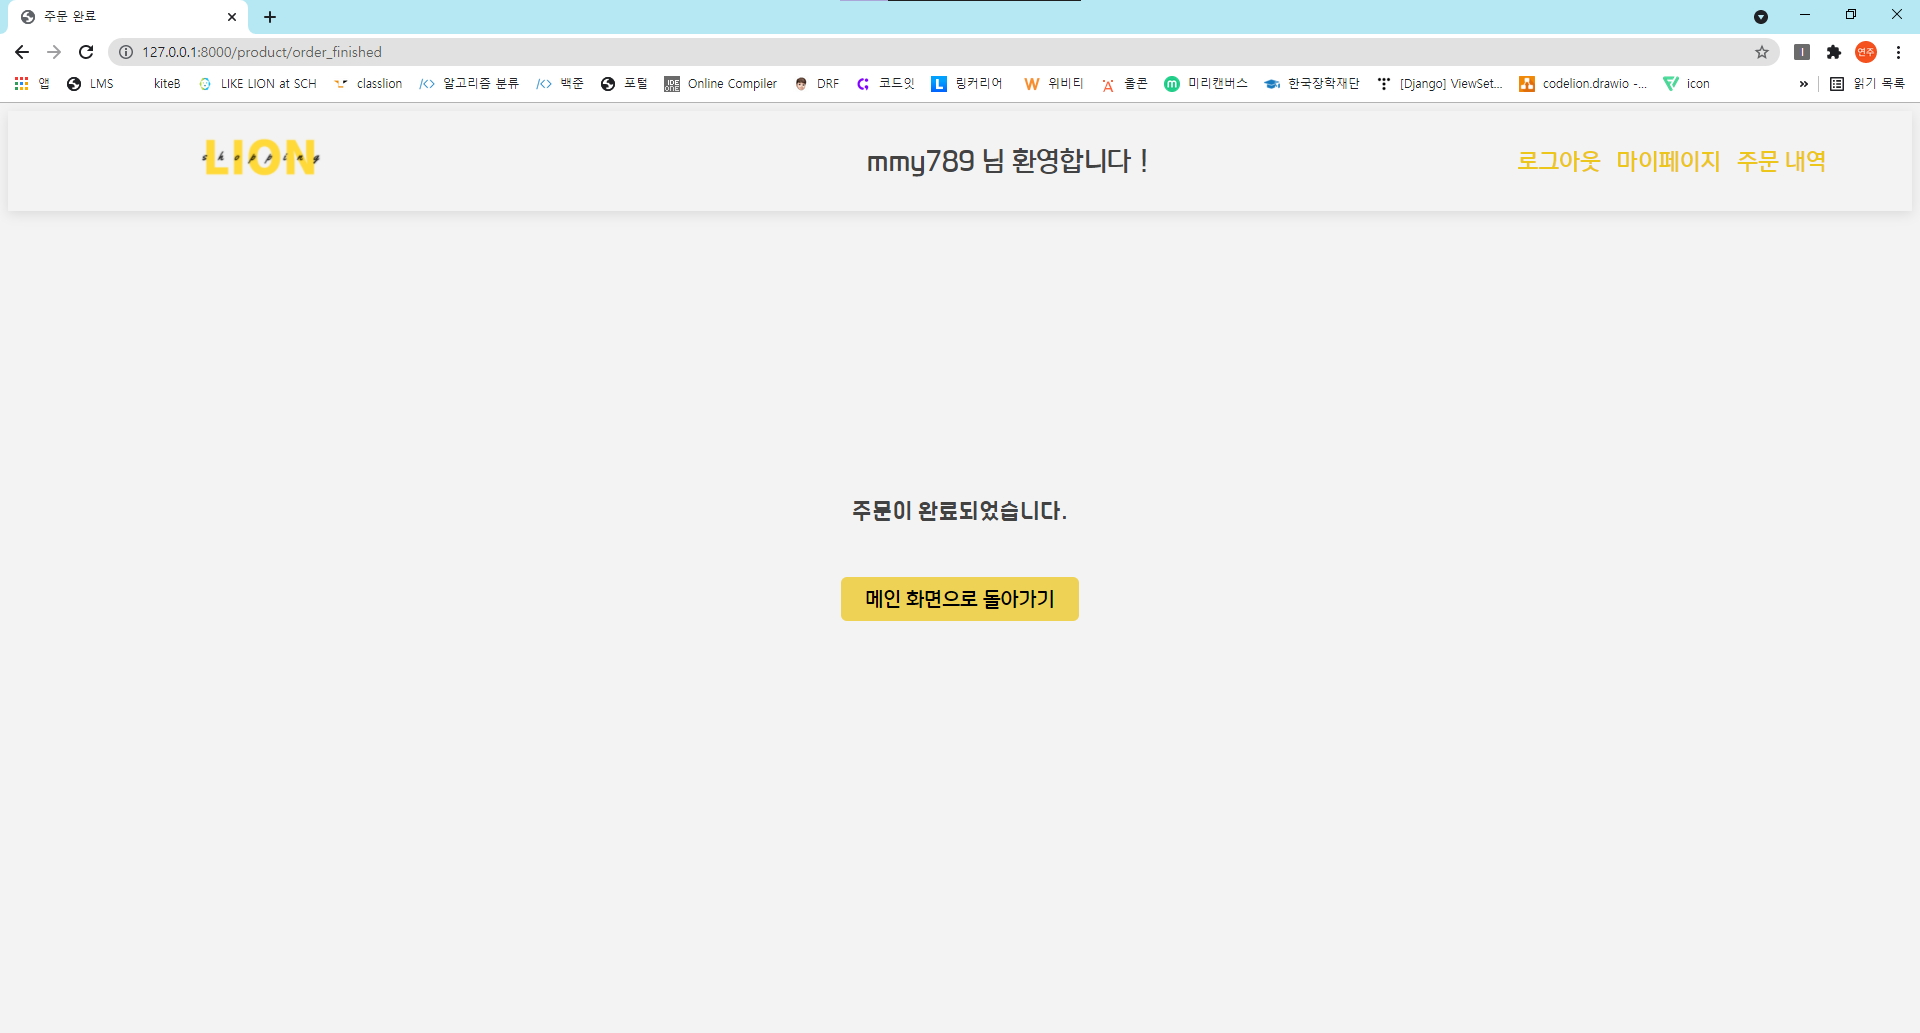 주문 완료
127.0.0.1:8000/product/order_finished
연주
앱 LMS kiteB LIKE LION at SCH classlion 알고리즘 분류 백준 포털 Online Compiler DRF 코드잇 링커리어 위비티 올콘 미리캔버스 한국장학재단 [Django] ViewSet... codelion.drawio -... icon » 읽기 목록
LION shopping
mmy789 님 환영합니다 !
로그아웃 마이페이지 주문 내역
주문이 완료되었습니다.
메인 화면으로 돌아가기